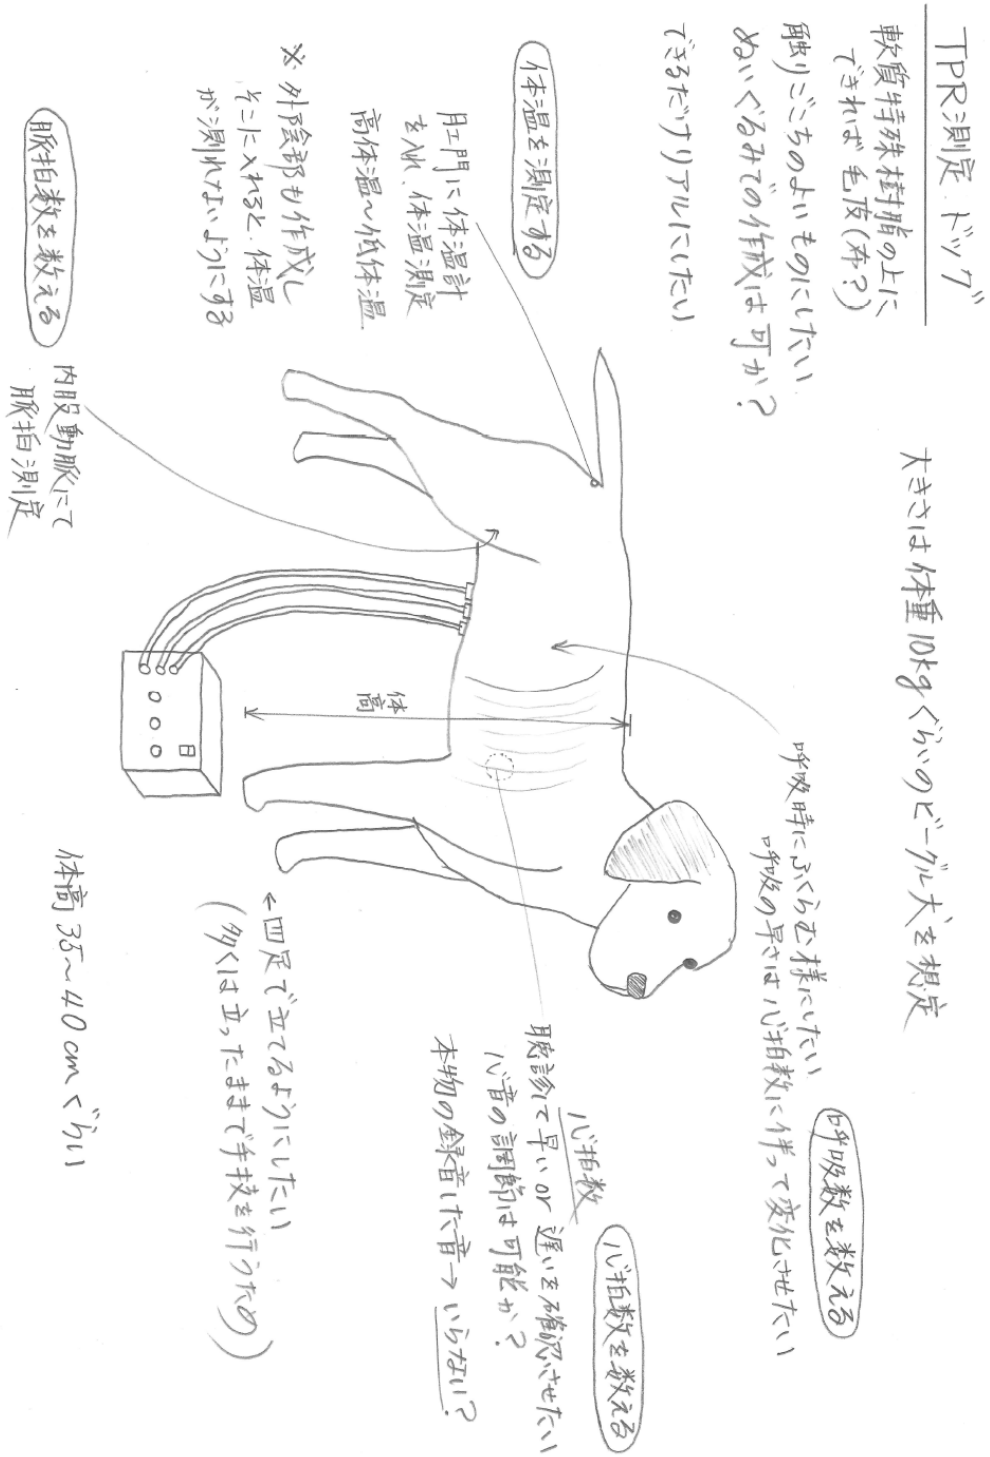 TPR測定 ドッグ
軟質特殊樹脂の上に
できれば毛皮(布?)
触りごこちのよいものにしたい
ぬいぐるみでの作成は可か?
できるだけリアルにしたい
大きさは体重10kgぐらいのビーグル犬を想定
体温を測定する
肛門に体温計
を入れ、体温測定
高体温〜低体温
※外陰部も作成し
そこに入れると、体温
が測れないようにする
脈拍数を数える
内股動脈にて
脈拍測定
呼吸時にふくらむ様にしたい
呼吸の早さは心拍数に伴って変化させたい
呼吸数を数える
体高
心拍数を数える
心拍数
聴診で早いor遅いを確認させたい
心音の調節は可能か?
本物の録音した音→いらない?
←四足で立てるようにしたい
(多くは立ったままで手技を行うため)
体高35〜40cmぐらい